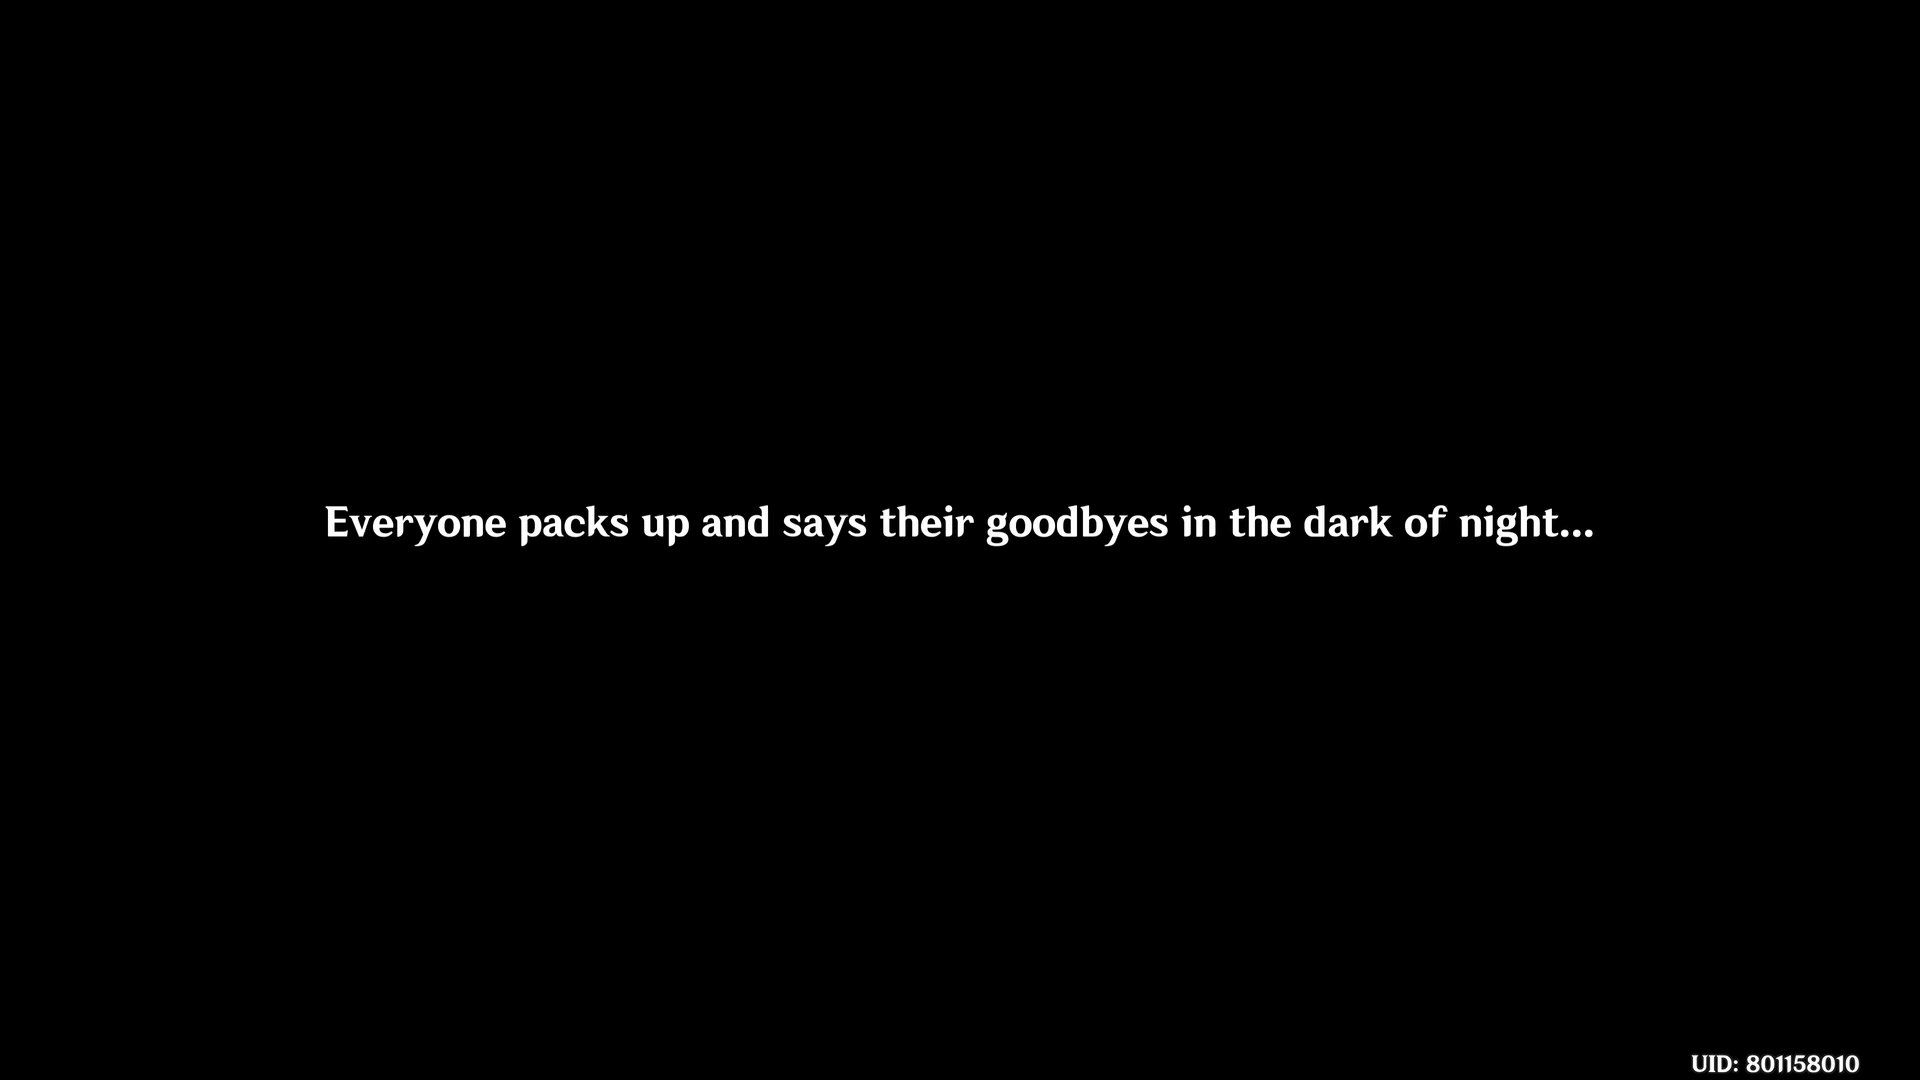 Everyone packs up and says their goodbyes in the dark of night...
UID: 801158010